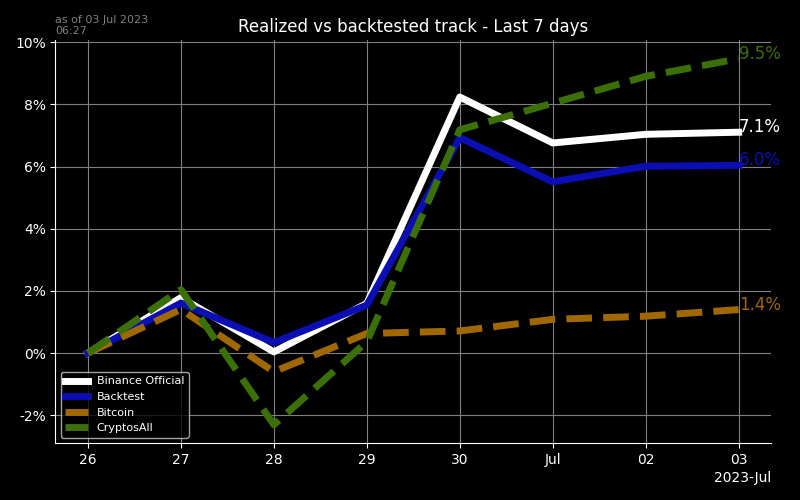 as of 03 Jul 2023
06:27
Realized vs backtested track - Last 7 days
10%
8%
6%
4%
2%
0%
-2%
9.5%
7.1%
6.0%
1.4%
Binance Official
Backtest
Bitcoin
CryptosAll
26 27 28 29 30 Jul 02 03
2023-Jul